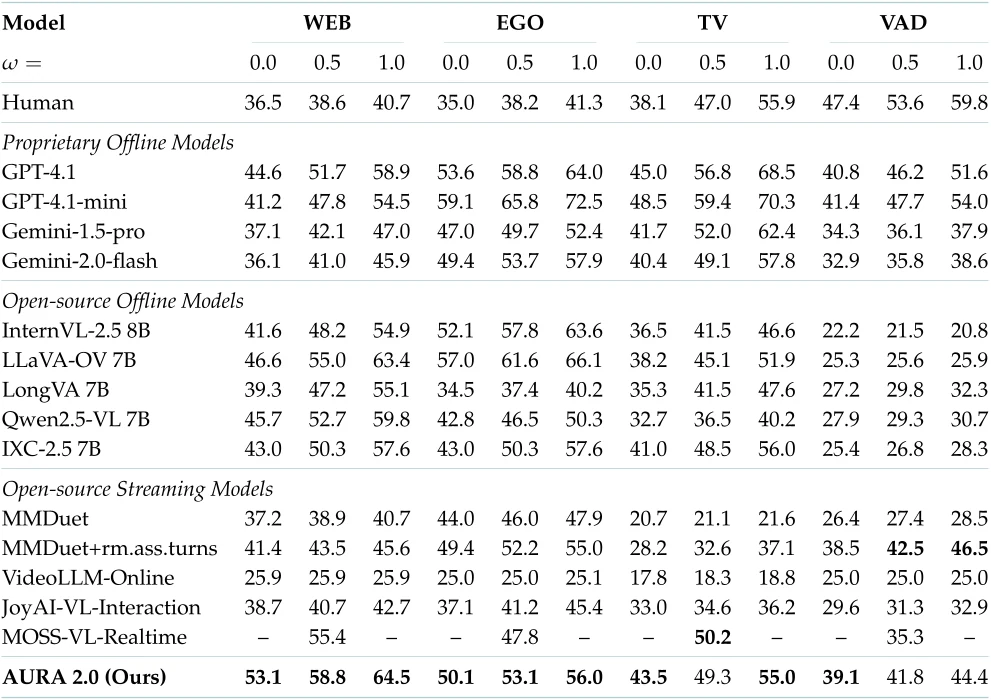 Model WEB EGO TV VAD
ω = 0.0 0.5 1.0 0.0 0.5 1.0 0.0 0.5 1.0 0.0 0.5 1.0
Human 36.5 38.6 40.7 35.0 38.2 41.3 38.1 47.0 55.9 47.4 53.6 59.8
Proprietary Offline Models
GPT-4.1 44.6 51.7 58.9 53.6 58.8 64.0 45.0 56.8 68.5 40.8 46.2 51.6
GPT-4.1-mini 41.2 47.8 54.5 59.1 65.8 72.5 48.5 59.4 70.3 41.4 47.7 54.0
Gemini-1.5-pro 37.1 42.1 47.0 47.0 49.7 52.4 41.7 52.0 62.4 34.3 36.1 37.9
Gemini-2.0-flash 36.1 41.0 45.9 49.4 53.7 57.9 40.4 49.1 57.8 32.9 35.8 38.6
Open-source Offline Models
InternVL-2.5 8B 41.6 48.2 54.9 52.1 57.8 63.6 36.5 41.5 46.6 22.2 21.5 20.8
LLaVA-OV 7B 46.6 55.0 63.4 57.0 61.6 66.1 38.2 45.1 51.9 25.3 25.6 25.9
LongVA 7B 39.3 47.2 55.1 34.5 37.4 40.2 35.3 41.5 47.6 27.2 29.8 32.3
Qwen2.5-VL 7B 45.7 52.7 59.8 42.8 46.5 50.3 32.7 36.5 40.2 27.9 29.3 30.7
IXC-2.5 7B 43.0 50.3 57.6 43.0 50.3 57.6 41.0 48.5 56.0 25.4 26.8 28.3
Open-source Streaming Models
MMDuet 37.2 38.9 40.7 44.0 46.0 47.9 20.7 21.1 21.6 26.4 27.4 28.5
MMDuet+rm.ass.turns 41.4 43.5 45.6 49.4 52.2 55.0 28.2 32.6 37.1 38.5 42.5 46.5
VideoLLM-Online 25.9 25.9 25.9 25.0 25.0 25.1 17.8 18.3 18.8 25.0 25.0 25.0
JoyAI-VL-Interaction 38.7 40.7 42.7 37.1 41.2 45.4 33.0 34.6 36.2 29.6 31.3 32.9
MOSS-VL-Realtime – 55.4 – – 47.8 – – 50.2 – – 35.3 –
AURA 2.0 (Ours) 53.1 58.8 64.5 50.1 53.1 56.0 43.5 49.3 55.0 39.1 41.8 44.4